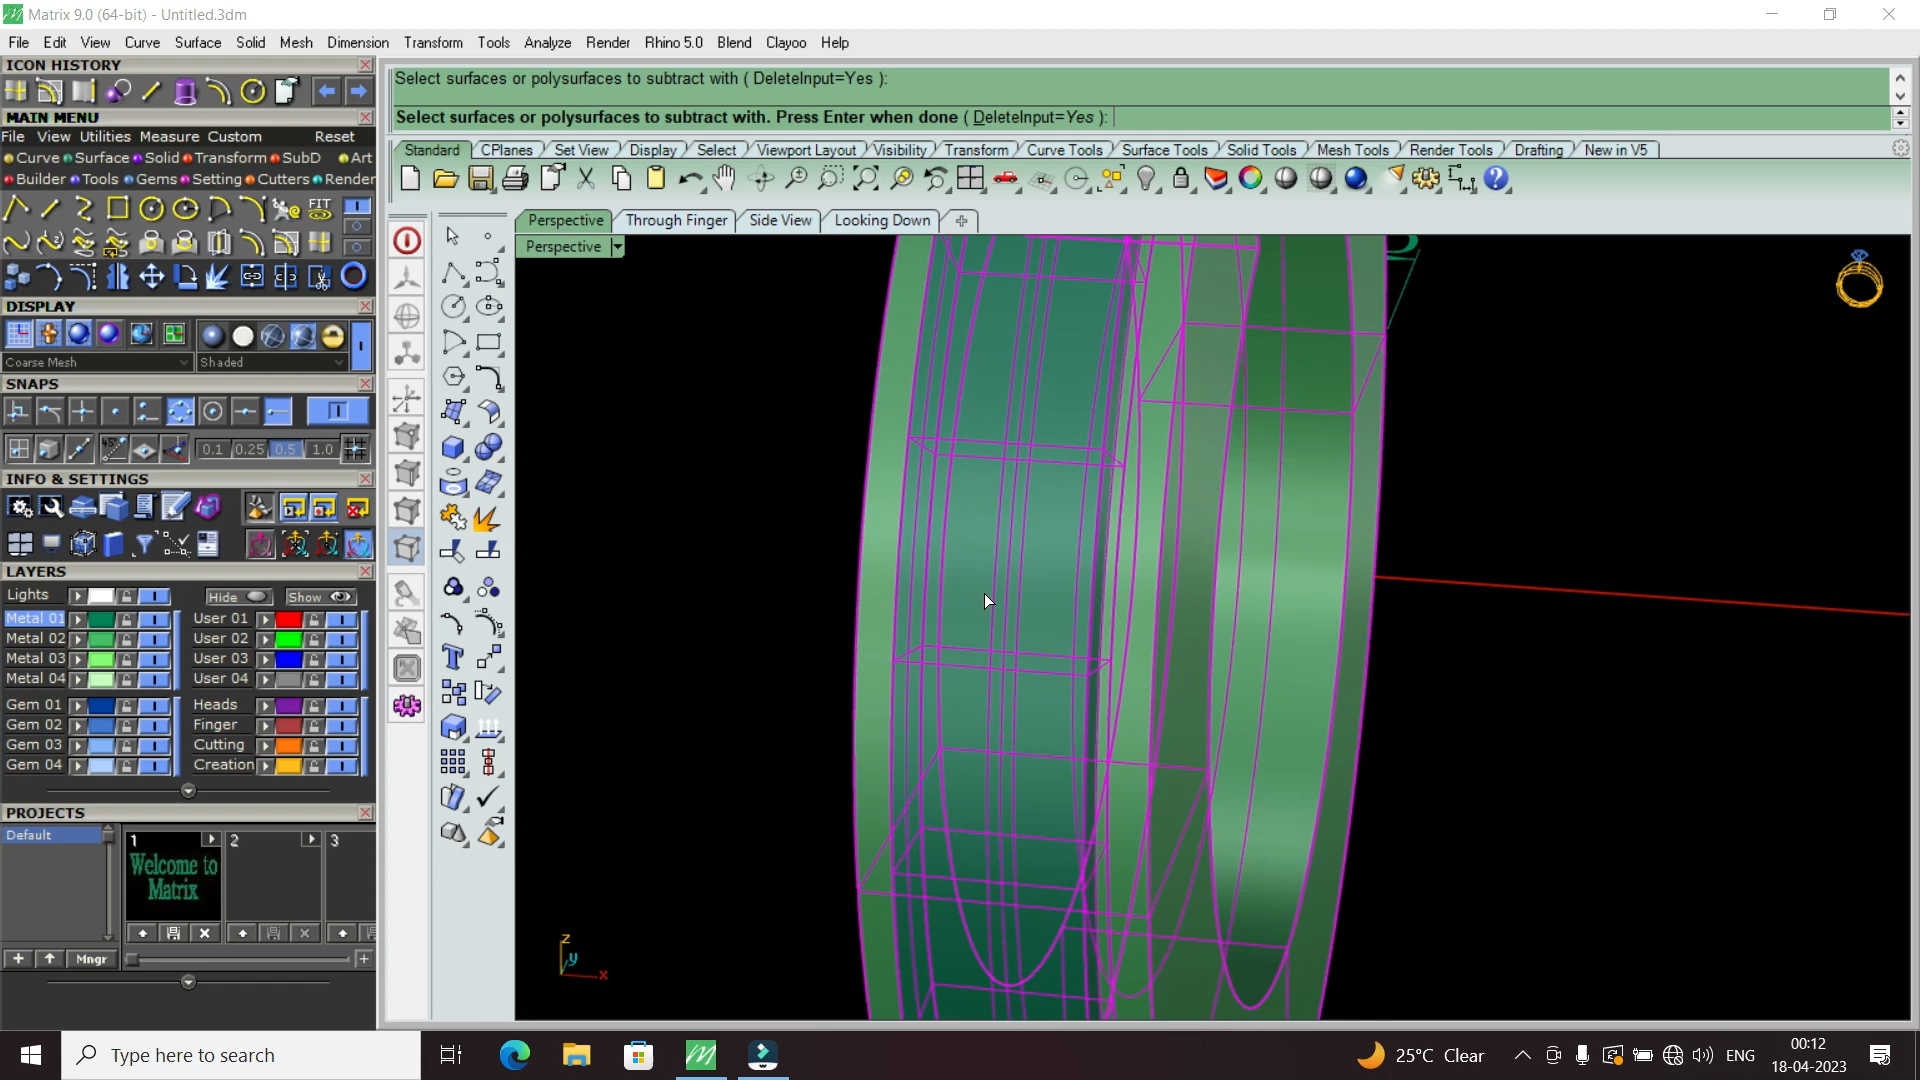 Matrix 9.0 (64-bit) - Untitled.3dm
File Edit View Curve Surface Solid Mesh Dimension Transform Tools Analyze Render Rhino 5.0 Blend Clayoo Help
ICON HISTORY
MAIN MENU
File View Utilities Measure Custom Reset
Curve Surface Solid Transform SubD Art
Builder Tools Gems Setting Cutters Render
FIT
DISPLAY
Coarse Mesh Shaded
SNAPS
45°
0.1 0.25 0.5 1.0
INFO & SETTINGS
LAYERS
Lights Hide Show
Metal 01 User 01
Metal 02 User 02
Metal 03 User 03
Metal 04 User 04
Gem 01 Heads
Gem 02 Finger
Gem 03 Cutting
Gem 04 Creation
PROJECTS
Default
1 2 3
Welcome to
Matrix
Mngr
Select surfaces or polysurfaces to subtract with ( DeleteInput=Yes ):
Select surfaces or polysurfaces to subtract with. Press Enter when done ( DeleteInput=Yes ):
Standard CPlanes Set View Display Select Viewport Layout Visibility Transform Curve Tools Surface Tools Solid Tools Mesh Tools Render Tools Drafting New in V5
Perspective Through Finger Side View Looking Down
Perspective
z
y
x
Type here to search
25°C Clear
ENG
00:12
18-04-2023